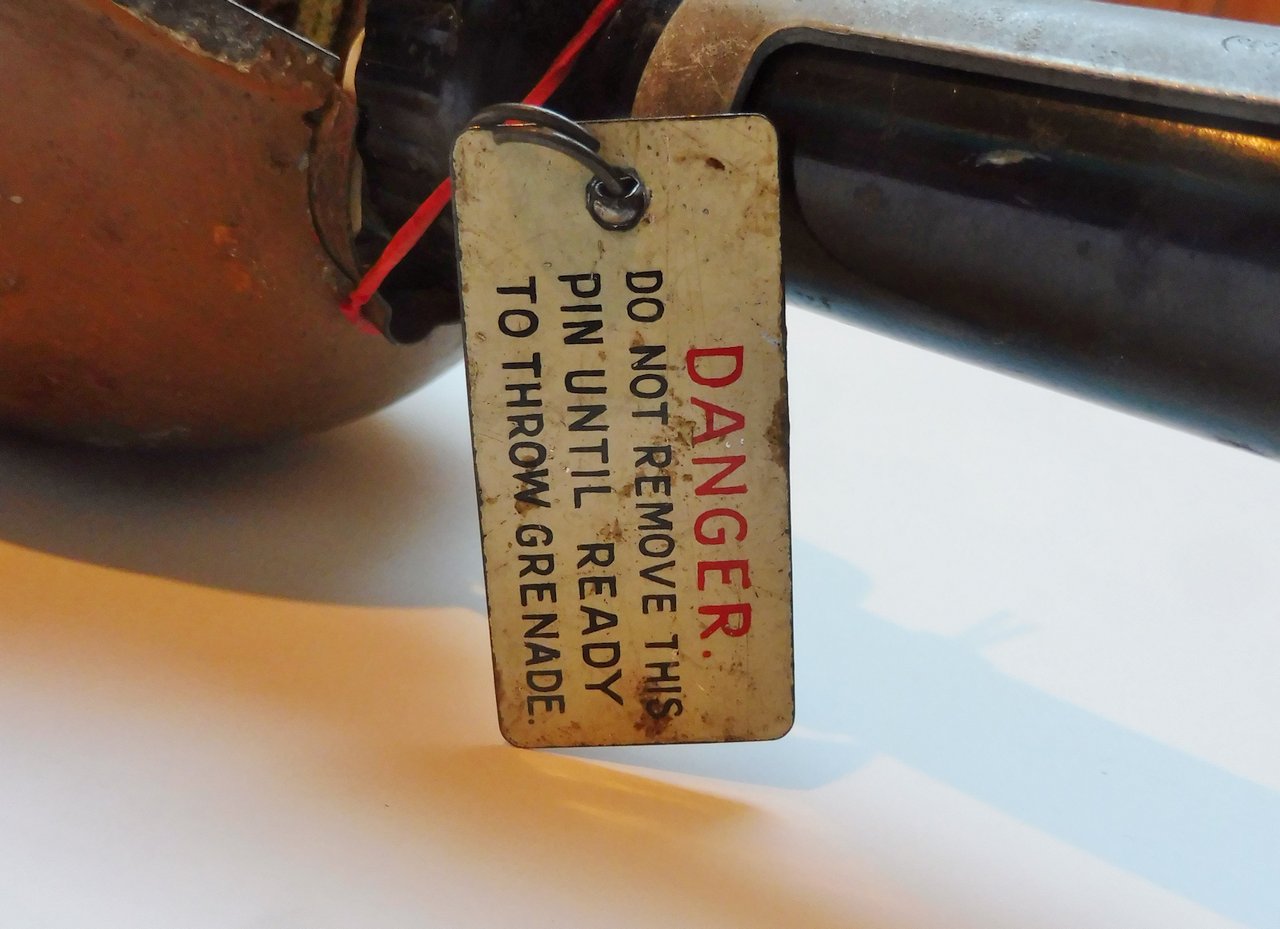 DANGER.
DO NOT REMOVE THIS
PIN UNTIL READY
TO THROW GRENADE.